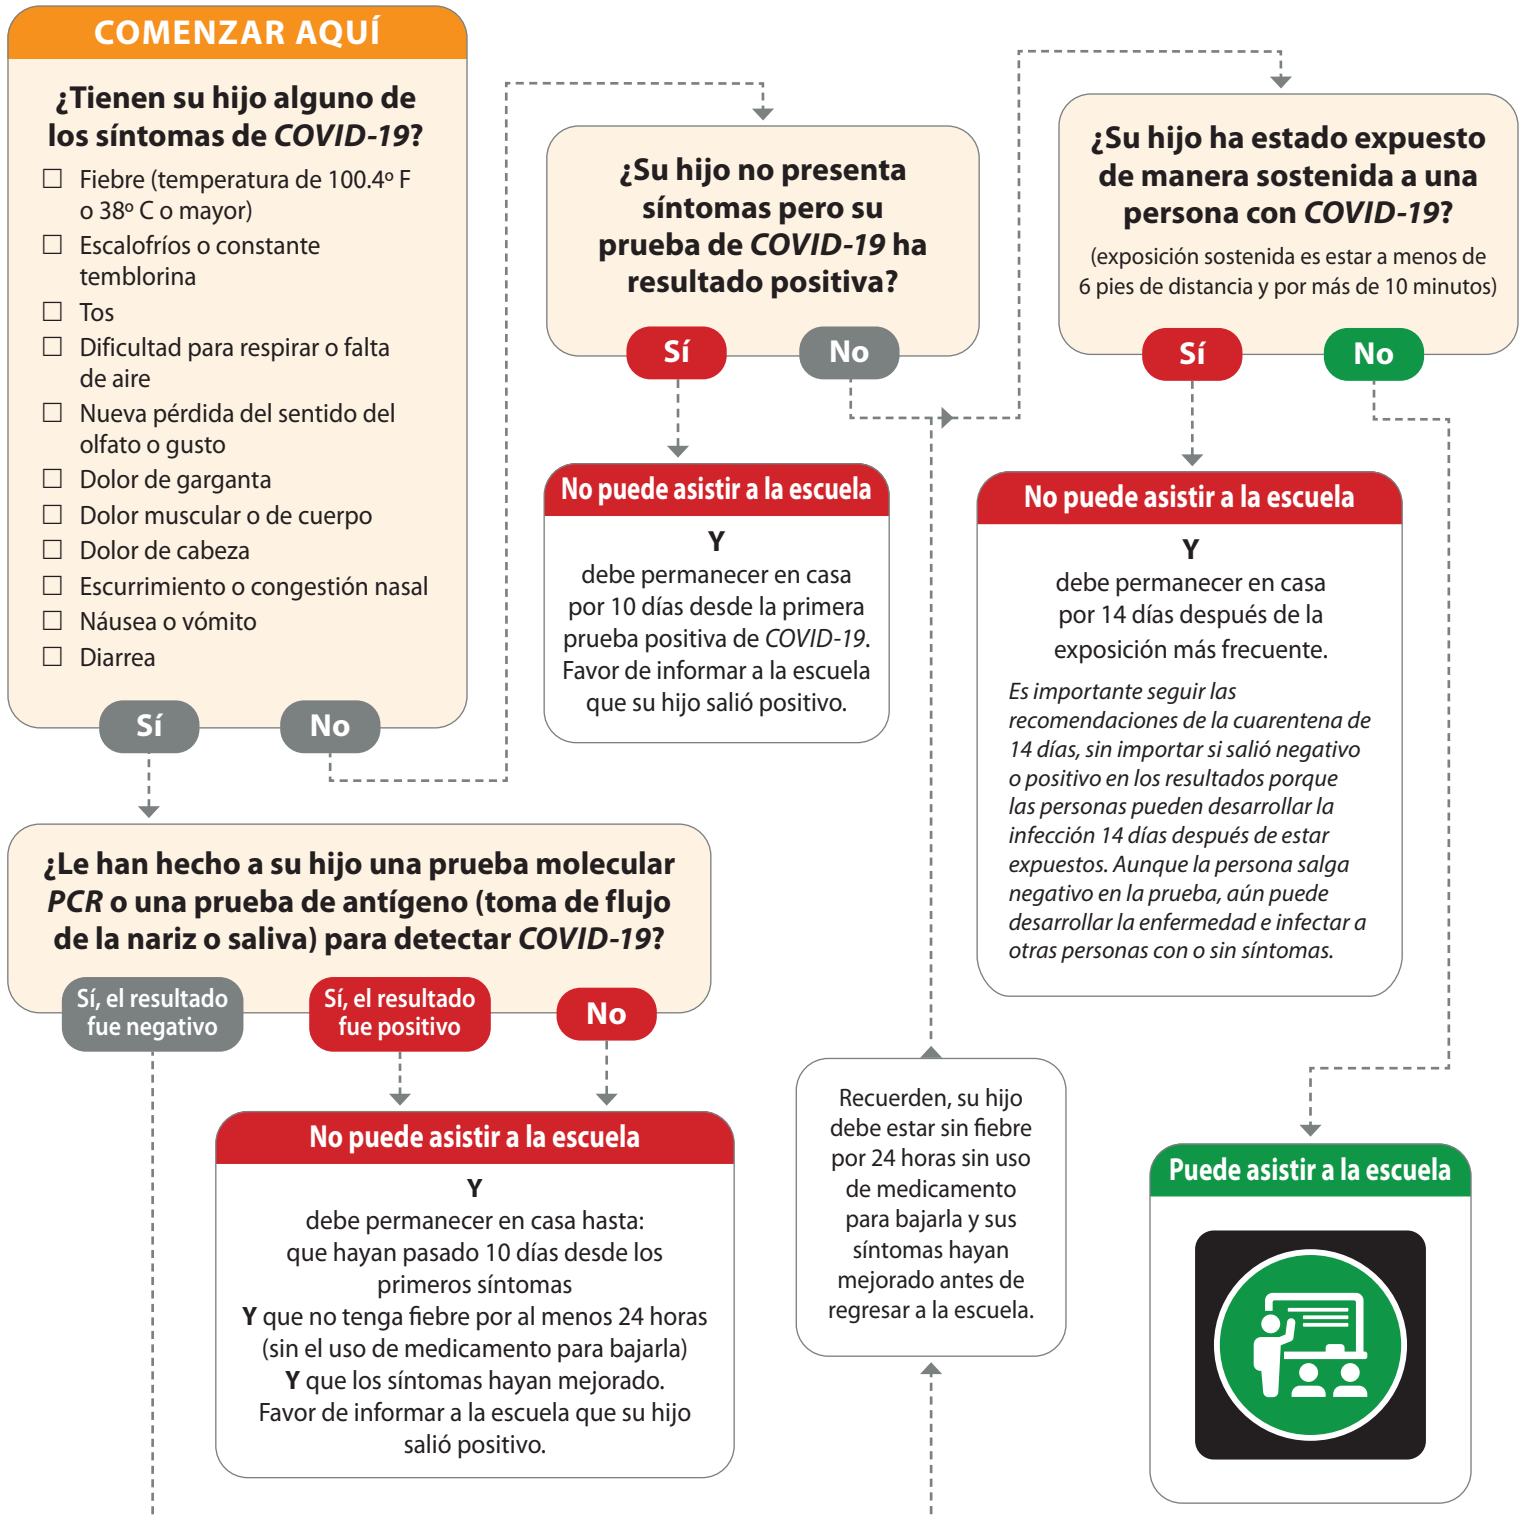 COMENZAR AQUÍ
¿Tienen su hijo alguno de
los síntomas de COVID-19?
☐ Fiebre (temperatura de 100.4º F
o 38º C o mayor)
☐ Escalofríos o constante
temblorina
☐ Tos
☐ Dificultad para respirar o falta
de aire
☐ Nueva pérdida del sentido del
olfato o gusto
☐ Dolor de garganta
☐ Dolor muscular o de cuerpo
☐ Dolor de cabeza
☐ Escurrimiento o congestión nasal
☐ Náusea o vómito
☐ Diarrea
Sí
No
¿Su hijo no presenta
síntomas pero su
prueba de COVID-19 ha
resultado positiva?
Sí
No
¿Su hijo ha estado expuesto
de manera sostenida a una
persona con COVID-19?
(exposición sostenida es estar a menos de
6 pies de distancia y por más de 10 minutos)
Sí
No
No puede asistir a la escuela
Y
debe permanecer en casa
por 10 días desde la primera
prueba positiva de COVID-19.
Favor de informar a la escuela
que su hijo salió positivo.
No puede asistir a la escuela
Y
debe permanecer en casa
por 14 días después de la
exposición más frecuente.
Es importante seguir las
recomendaciones de la cuarentena de
14 días, sin importar si salió negativo
o positivo en los resultados porque
las personas pueden desarrollar la
infección 14 días después de estar
expuestos. Aunque la persona salga
negativo en la prueba, aún puede
desarrollar la enfermedad e infectar a
otras personas con o sin síntomas.
¿Le han hecho a su hijo una prueba molecular
PCR o una prueba de antígeno (toma de flujo
de la nariz o saliva) para detectar COVID-19?
Sí, el resultado
fue negativo
Sí, el resultado
fue positivo
No
No puede asistir a la escuela
Y
debe permanecer en casa hasta:
que hayan pasado 10 días desde los
primeros síntomas
Y que no tenga fiebre por al menos 24 horas
(sin el uso de medicamento para bajarla)
Y que los síntomas hayan mejorado.
Favor de informar a la escuela que su hijo
salió positivo.
Recuerden, su hijo
debe estar sin fiebre
por 24 horas sin uso
de medicamento
para bajarla y sus
síntomas hayan
mejorado antes de
regresar a la escuela.
Puede asistir a la escuela